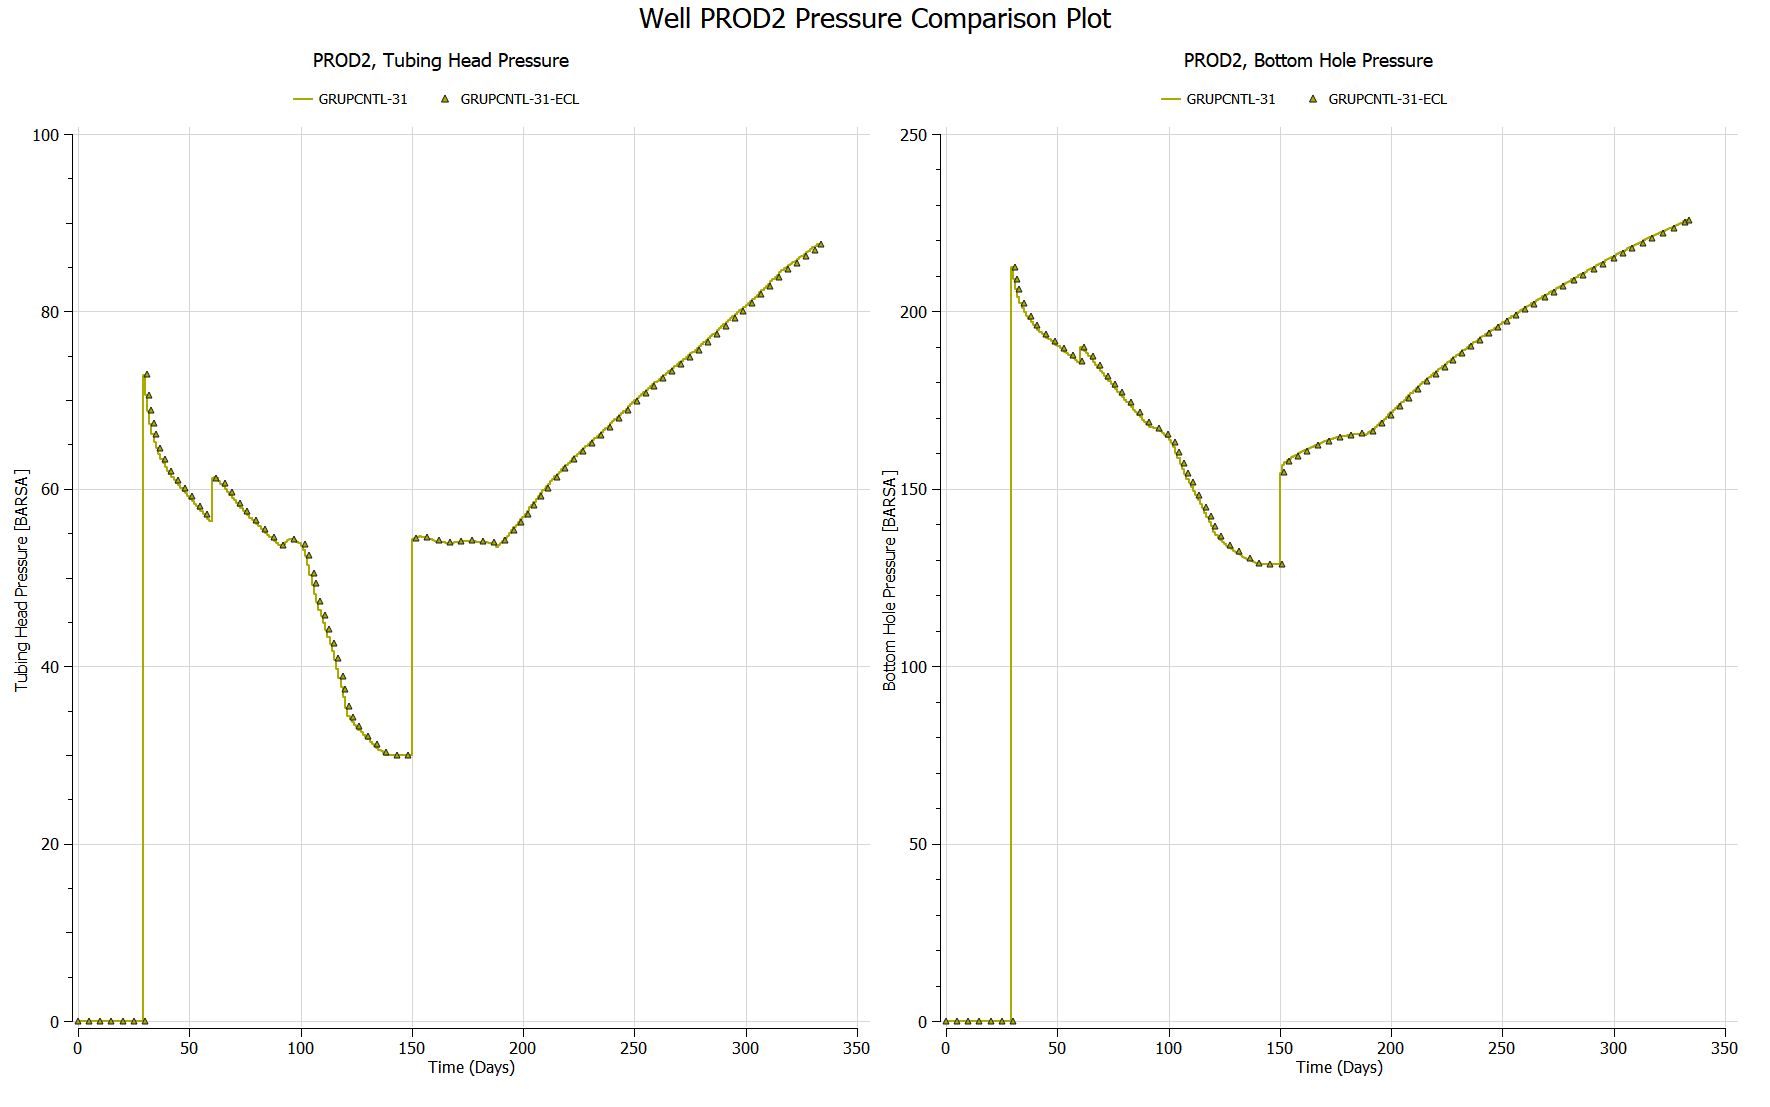 Well PROD2 Pressure Comparison Plot
PROD2, Tubing Head Pressure
GRUPCNTL-31
GRUPCNTL-31-ECL
100
80
60
40
20
0
Tubing Head Pressure [BARSA]
0
50
100
150
200
250
300
350
Time (Days)
PROD2, Bottom Hole Pressure
GRUPCNTL-31
GRUPCNTL-31-ECL
250
200
150
100
50
0
Bottom Hole Pressure [BARSA]
0
50
100
150
200
250
300
350
Time (Days)